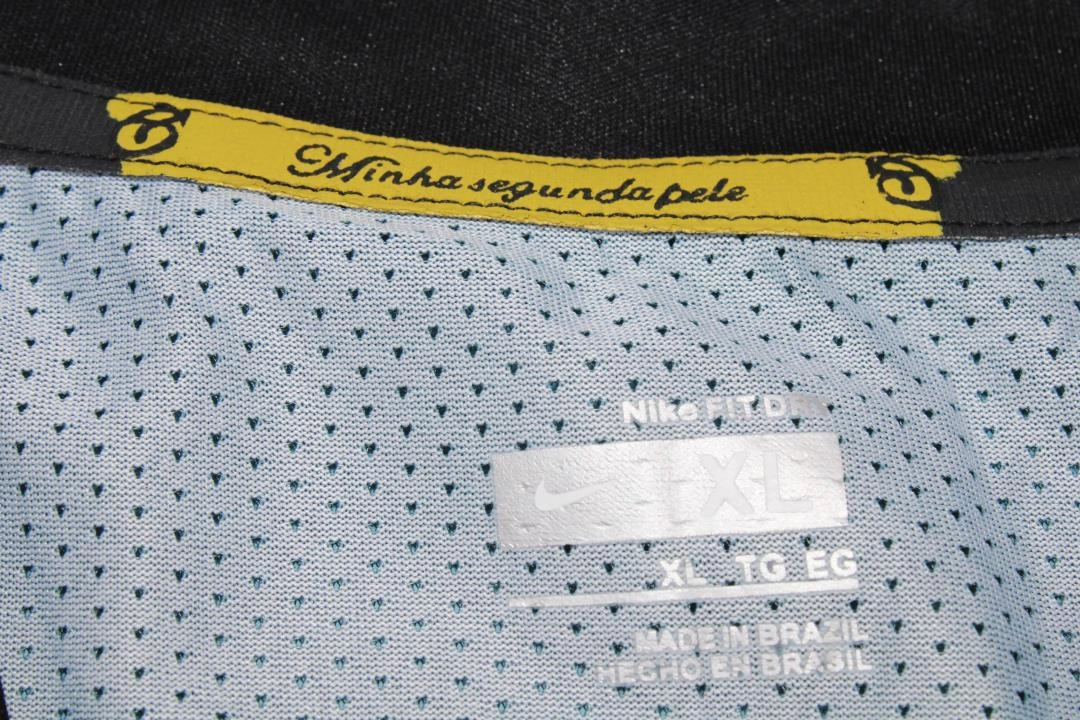 Minha segunda pele
Nike FIT DRY
XL
XL TG EG
MADE IN BRAZIL
HECHO EN BRASIL